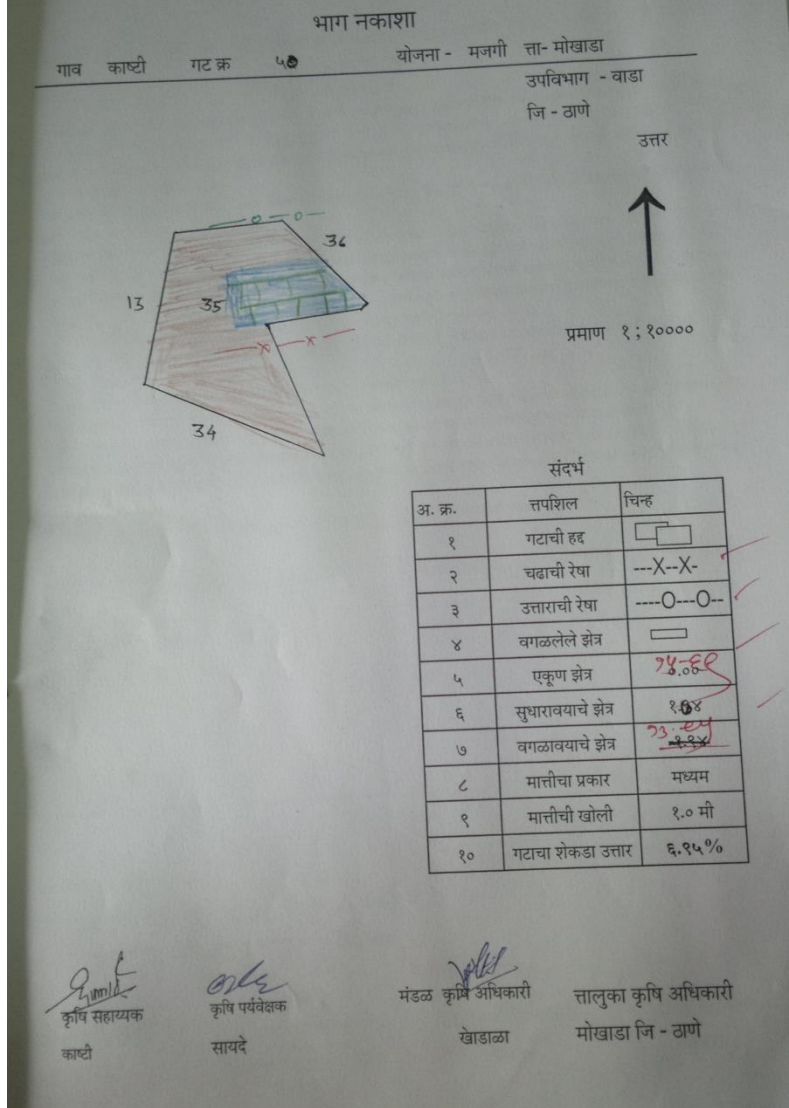 भाग नकाशा
गाव काष्टी गट क्र ५० योजना - मजगी त्ता- मोखाडा
उपविभाग - वाडा
जि - ठाणे
उत्तर
36
13
35
34
प्रमाण १ ; १००००
संदर्भ
अ. क्र. त्तपशिल चिन्ह
१ गटाची हद्द
२ चढाची रेषा ---X--X-
३ उत्ताराची रेषा ----O---O--
४ वगळलेले झेत्र
५ एकूण झेत्र
६ सुधारावयाचे झेत्र
७ वगळावयाचे झेत्र
८ मात्तीचा प्रकार मध्यम
९ मात्तीची खोली १.० मी
१० गटाचा शेकडा उत्तार ६.९५%
कृषि सहाय्यक कृषि पर्यवेक्षक मंडळ कृषि अधिकारी त्तालुका कृषि अधिकारी
काष्टी सायदे खेाडाळा मोखाडा जि - ठाणे